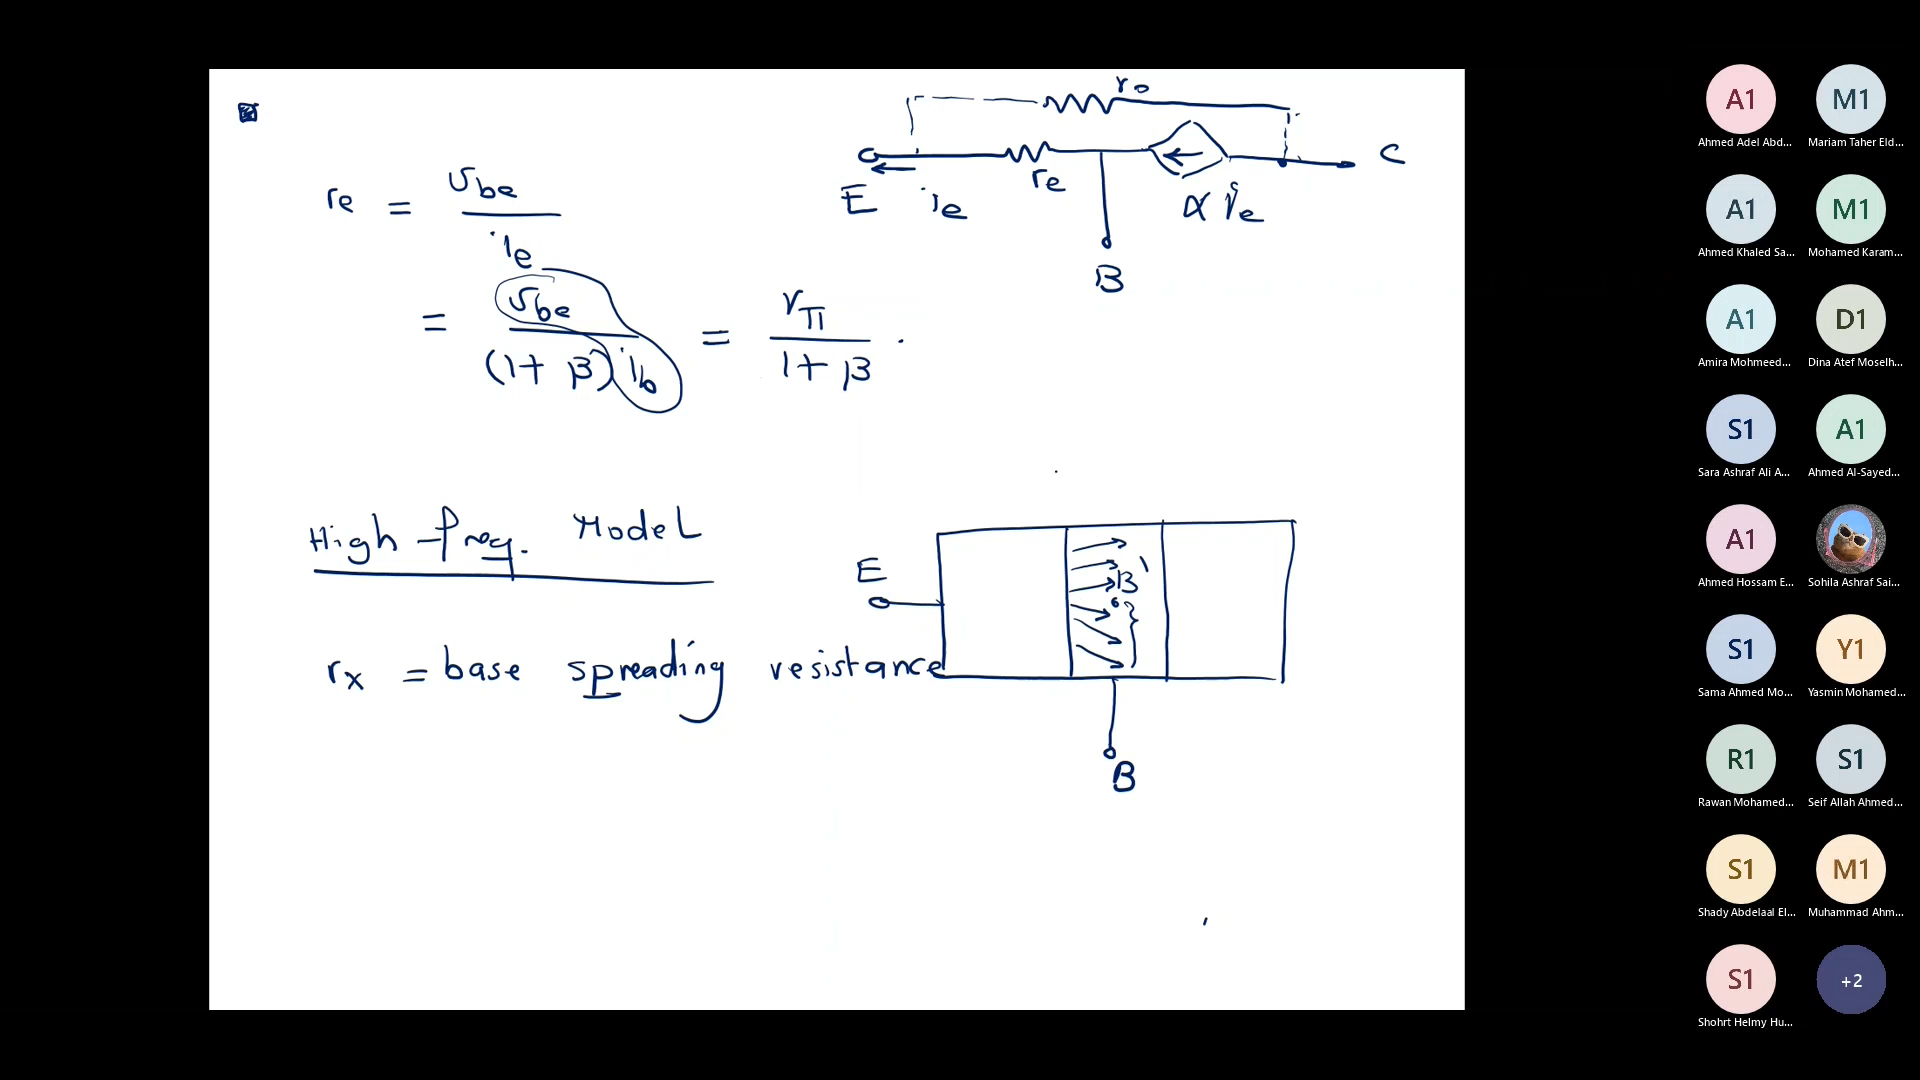 r₀
re = υbe / ie
= υbe / (1 + β) ib = rπ / 1 + β .
E ie re α ie C
B
High-freq. Model
E B'
rx = base spreading resistance
B
A1 M1
Ahmed Adel Abd... Mariam Taher Eld...
A1 M1
Ahmed Khaled Sa... Mohamed Karam...
A1 D1
Amira Mohmeed... Dina Atef Moselh...
S1 A1
Sara Ashraf Ali A... Ahmed Al-Sayed...
A1
Ahmed Hossam E... Sohila Ashraf Sai...
S1 Y1
Sama Ahmed Mo... Yasmin Mohamed...
R1 S1
Rawan Mohamed... Seif Allah Ahmed...
S1 M1
Shady Abdelaal El... Muhammad Ahm...
S1 +2
Shohrt Helmy Hu...